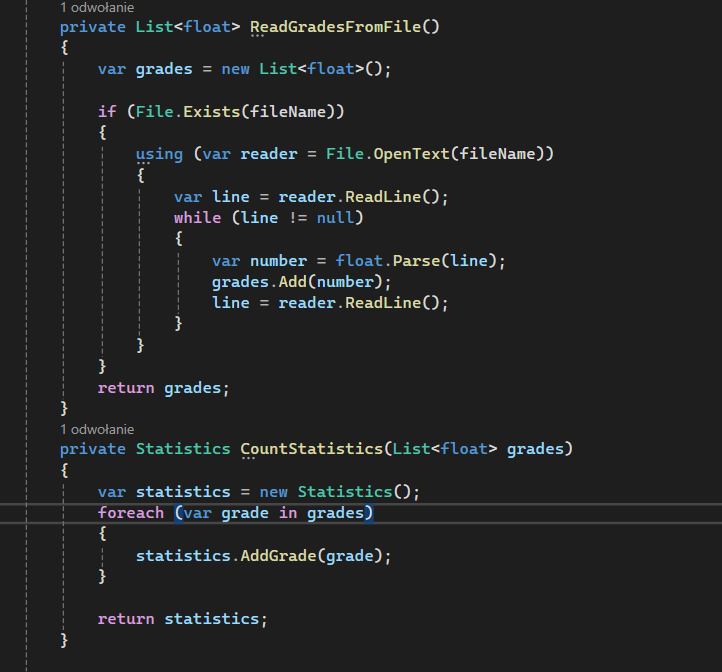 1 odwołanie
private List<float> ReadGradesFromFile()
{
    var grades = new List<float>();
    if (File.Exists(fileName))
    {
        using (var reader = File.OpenText(fileName))
        {
            var line = reader.ReadLine();
            while (line != null)
            {
                var number = float.Parse(line);
                grades.Add(number);
                line = reader.ReadLine();
            }
        }
    }
    return grades;
}
1 odwołanie
private Statistics CountStatistics(List<float> grades)
{
    var statistics = new Statistics();
    foreach (var grade in grades)
    {
        statistics.AddGrade(grade);
    }
    return statistics;
}